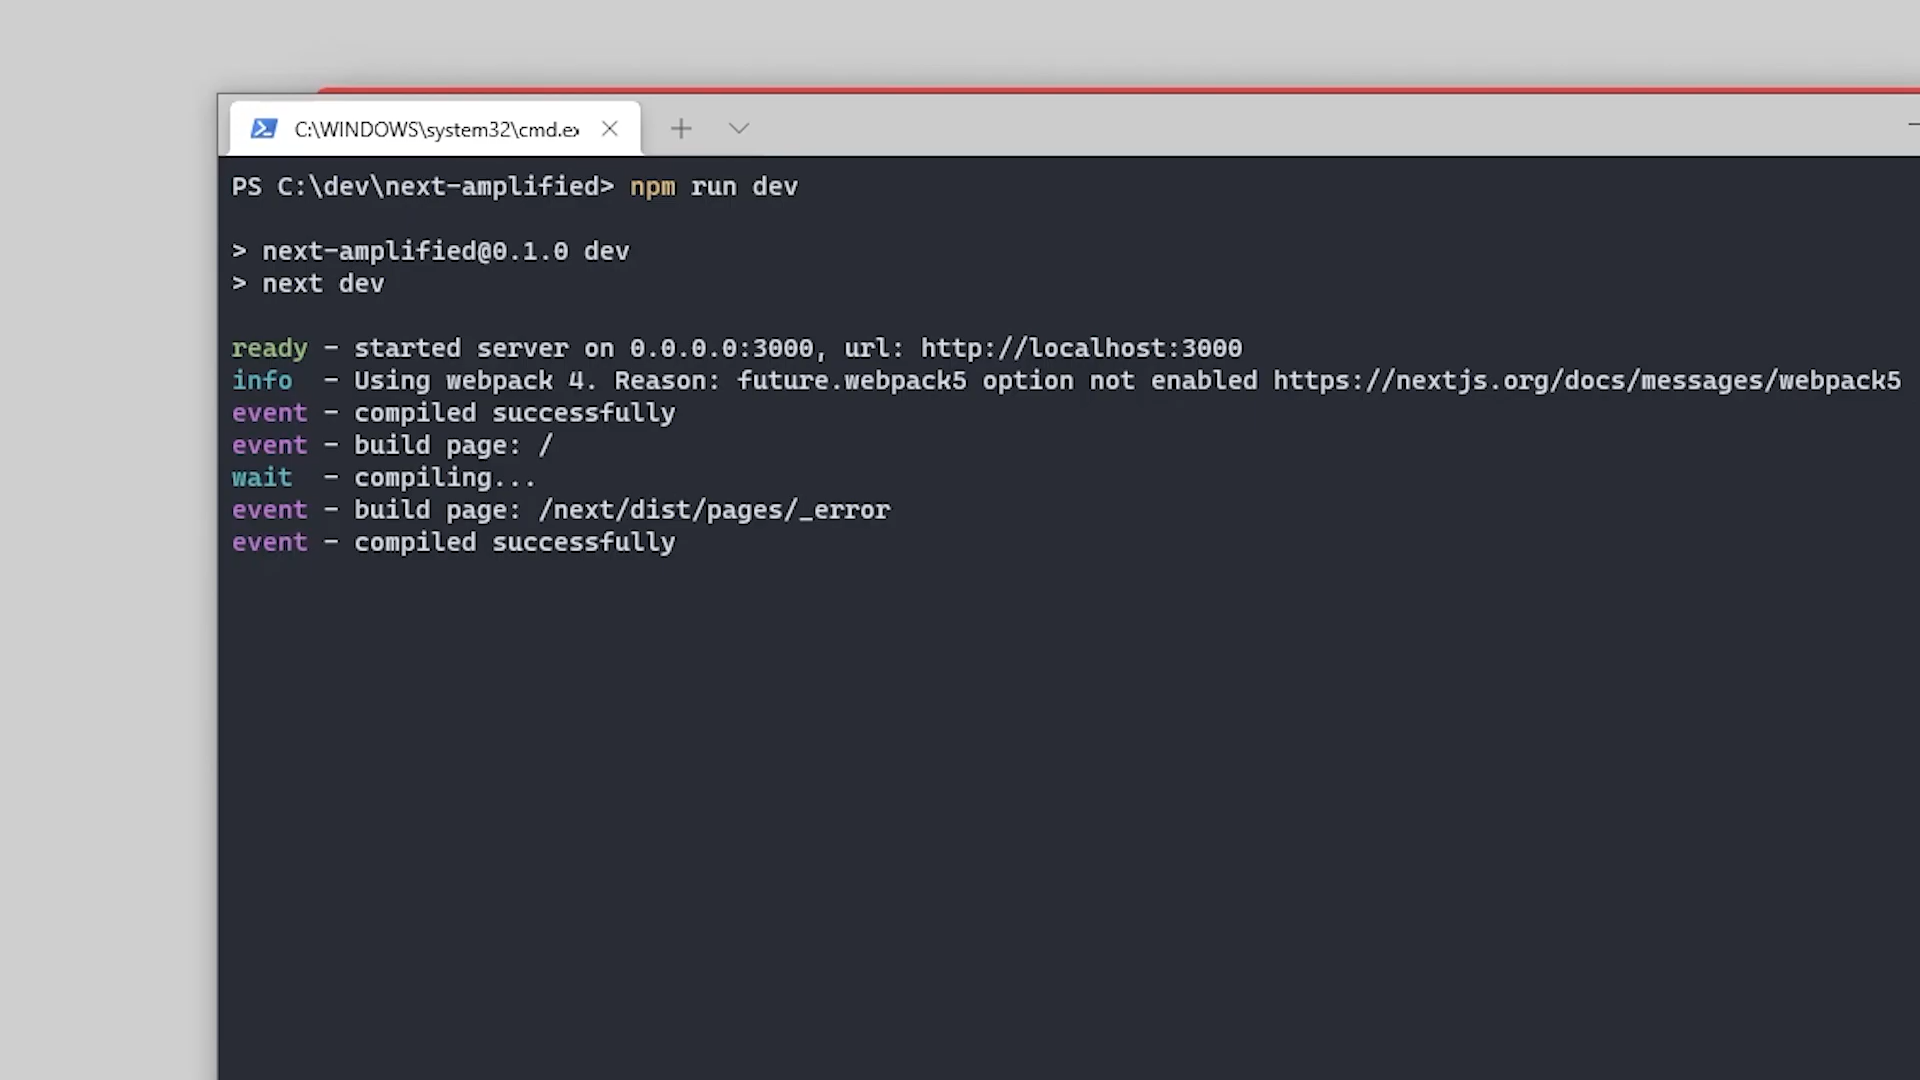 C:\WINDOWS\system32\cmd.ex
PS C:\dev\next-amplified> npm run dev
> next-amplified@0.1.0 dev
> next dev
ready - started server on 0.0.0.0:3000, url: http://localhost:3000
info  - Using webpack 4. Reason: future.webpack5 option not enabled https://nextjs.org/docs/messages/webpack5
event - compiled successfully
event - build page: /
wait  - compiling...
event - build page: /next/dist/pages/_error
event - compiled successfully